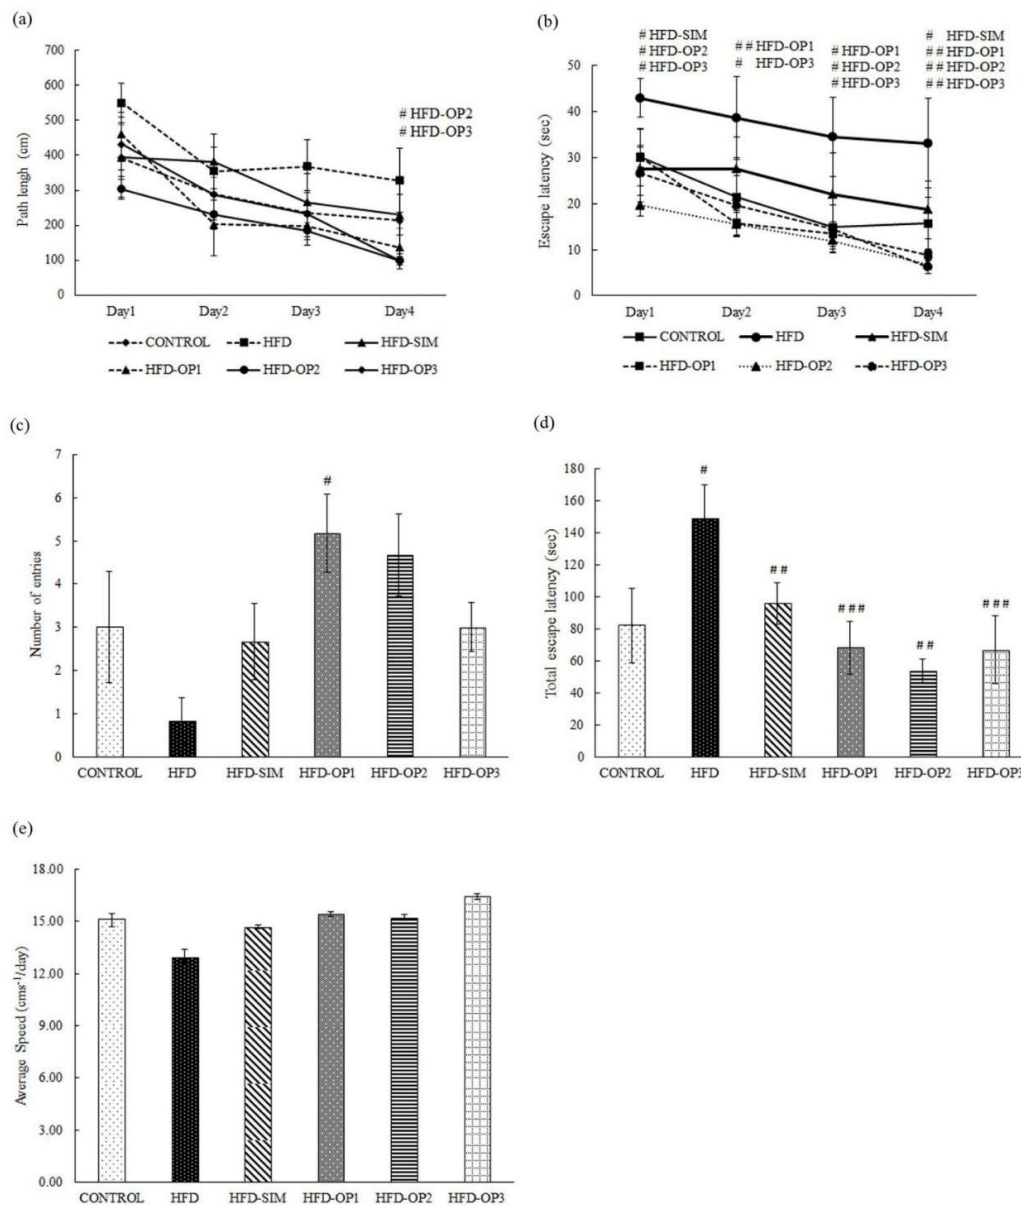 (a)
700
600
500
400
300
200
100
0
Path lengh (cm)
# HFD-OP2
# HFD-OP3
Day1 Day2 Day3 Day4
CONTROL HFD HFD-SIM
HFD-OP1 HFD-OP2 HFD-OP3
(b)
# HFD-SIM
# HFD-OP2
# HFD-OP3
# # HFD-OP1
# HFD-OP3
# HFD-OP1
# HFD-OP2
# HFD-OP3
# HFD-SIM
# # HFD-OP1
# # HFD-OP2
# # HFD-OP3
50
40
30
20
10
0
Escape latency (sec)
Day1 Day2 Day3 Day4
CONTROL HFD HFD-SIM
HFD-OP1 HFD-OP2 HFD-OP3
(c)
7
6
5
4
3
2
1
0
Number of entries
#
CONTROL HFD HFD-SIM HFD-OP1 HFD-OP2 HFD-OP3
(d)
180
160
140
120
100
80
60
40
20
0
Total escape latency (sec)
#
# #
# # #
# #
# # #
CONTROL HFD HFD-SIM HFD-OP1 HFD-OP2 HFD-OP3
(e)
18.00
15.00
12.00
9.00
6.00
3.00
0.00
Average Speed (cms⁻¹/day)
CONTROL HFD HFD-SIM HFD-OP1 HFD-OP2 HFD-OP3